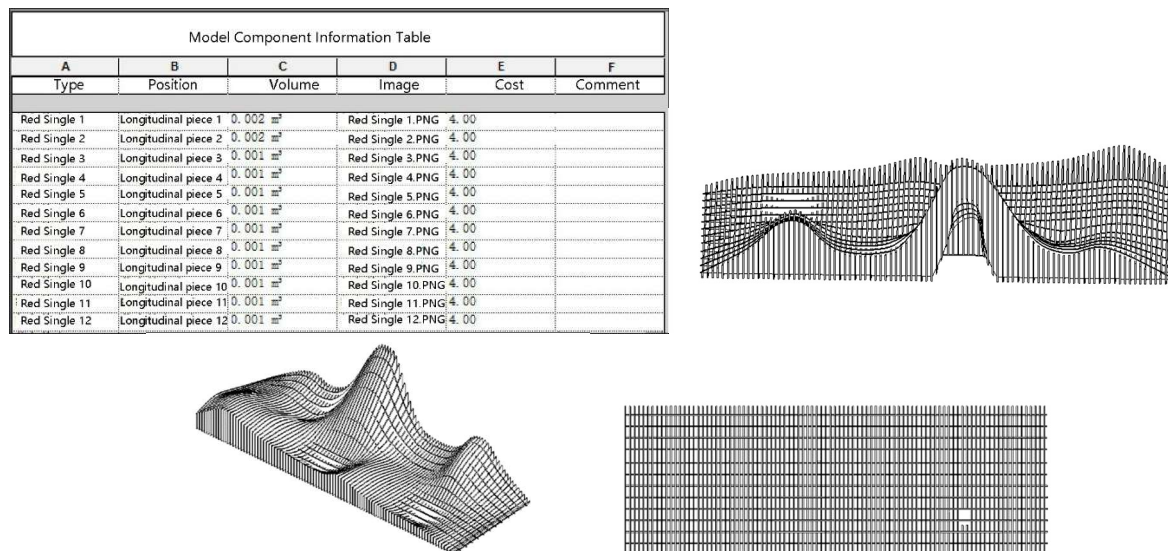 Model Component Information Table
A B C D E F
Type Position Volume Image Cost Comment
Red Single 1 Longitudinal piece 1 0.002 m³ Red Single 1.PNG 4.00
Red Single 2 Longitudinal piece 2 0.002 m³ Red Single 2.PNG 4.00
Red Single 3 Longitudinal piece 3 0.001 m³ Red Single 3.PNG 4.00
Red Single 4 Longitudinal piece 4 0.001 m³ Red Single 4.PNG 4.00
Red Single 5 Longitudinal piece 5 0.001 m³ Red Single 5.PNG 4.00
Red Single 6 Longitudinal piece 6 0.001 m³ Red Single 6.PNG 4.00
Red Single 7 Longitudinal piece 7 0.001 m³ Red Single 7.PNG 4.00
Red Single 8 Longitudinal piece 8 0.001 m³ Red Single 8.PNG 4.00
Red Single 9 Longitudinal piece 9 0.001 m³ Red Single 9.PNG 4.00
Red Single 10 Longitudinal piece 10 0.001 m³ Red Single 10.PNG 4.00
Red Single 11 Longitudinal piece 11 0.001 m³ Red Single 11.PNG 4.00
Red Single 12 Longitudinal piece 12 0.001 m³ Red Single 12.PNG 4.00